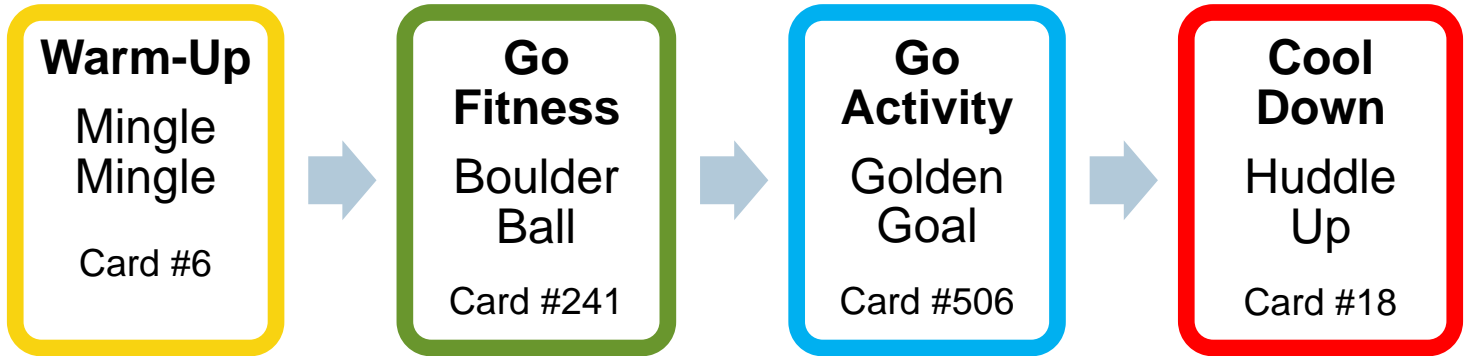 Warm-Up
Mingle
Mingle
Card #6
Go
Fitness
Boulder
Ball
Card #241
Go
Activity
Golden
Goal
Card #506
Cool
Down
Huddle
Up
Card #18